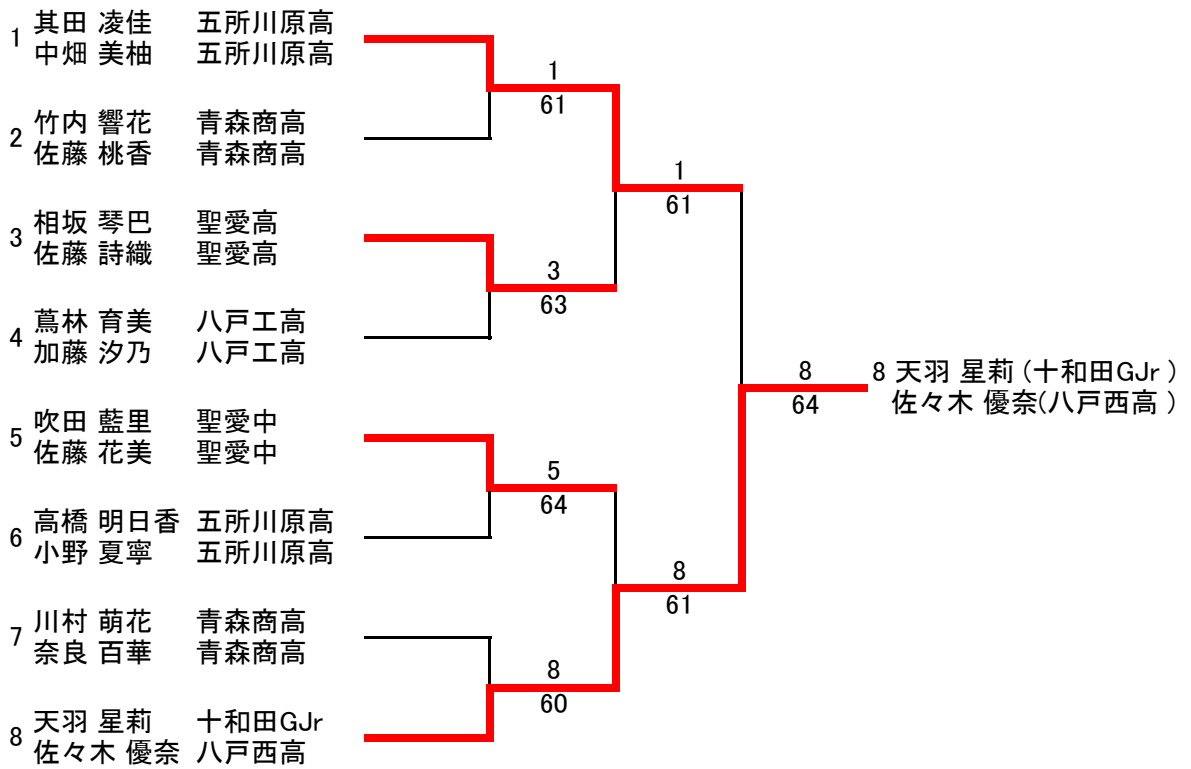 1 其田 凌佳 五所川原高
中畑 美柚 五所川原高
2 竹内 響花 青森商高
佐藤 桃香 青森商高
3 相坂 琴巴 聖愛高
佐藤 詩織 聖愛高
4 蔦林 育美 八戸工高
加藤 汐乃 八戸工高
5 吹田 藍里 聖愛中
佐藤 花美 聖愛中
6 高橋 明日香 五所川原高
小野 夏寧 五所川原高
7 川村 萌花 青森商高
奈良 百華 青森商高
8 天羽 星莉 十和田GJr
佐々木 優奈 八戸西高
1
61
3
63
5
64
8
60
1
61
8
61
8
64
8 天羽 星莉 (十和田GJr )
佐々木 優奈(八戸西高 )